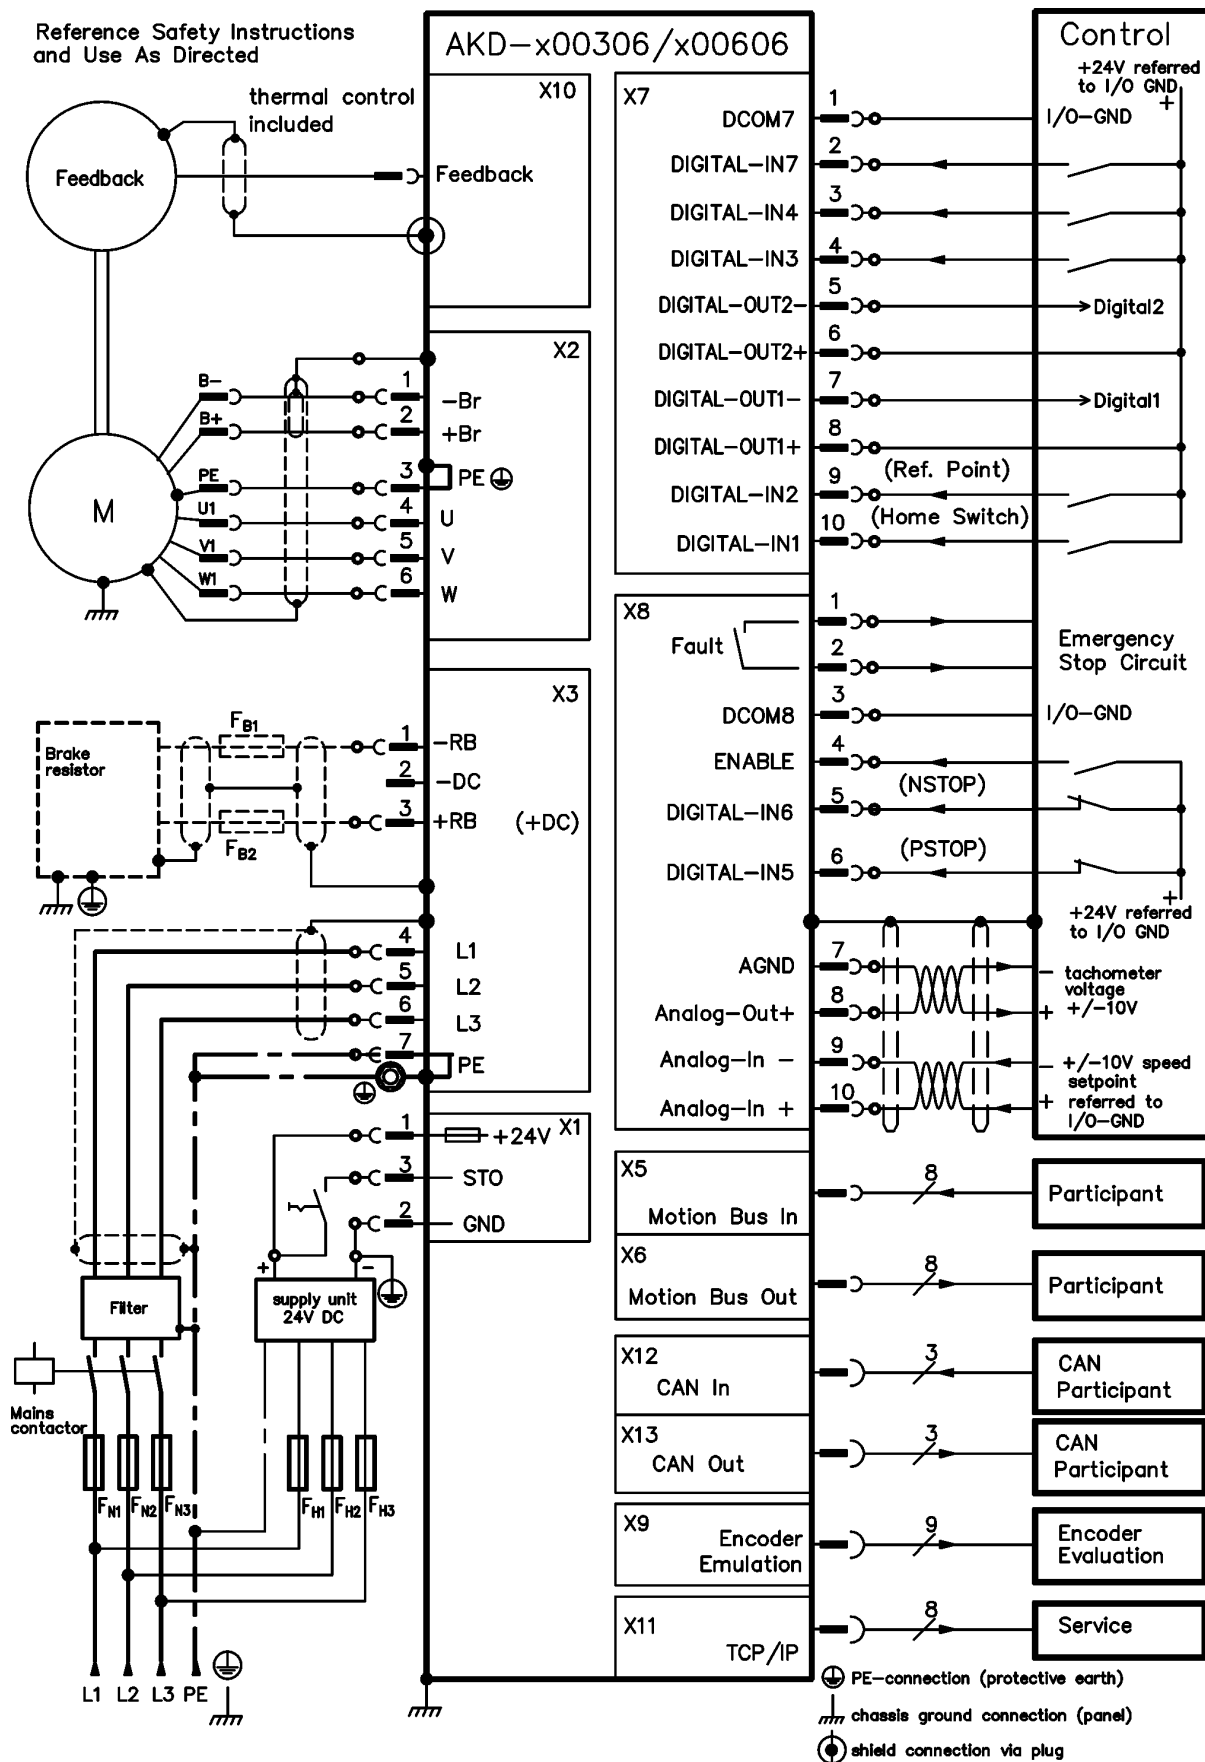 Reference Safety Instructions
and Use As Directed
AKD-x00306/x00606
Control
+24V referred
to I/O GND
+
thermal control
included
Feedback
X10
Feedback
X7
DCOM7
1
I/O-GND
DIGITAL-IN7
2
DIGITAL-IN4
3
DIGITAL-IN3
4
DIGITAL-OUT2-
5
Digital2
DIGITAL-OUT2+
6
DIGITAL-OUT1-
7
Digital1
DIGITAL-OUT1+
8
DIGITAL-IN2
9
(Ref. Point)
DIGITAL-IN1
10
(Home Switch)
X2
B-
1
-Br
B+
2
+Br
PE
3
PE
M
U1
4
U
V1
5
V
W1
6
W
X8
Fault
1
2
Emergency
Stop Circuit
DCOM8
3
I/O-GND
ENABLE
4
DIGITAL-IN6
5
(NSTOP)
DIGITAL-IN5
6
(PSTOP)
+
+24V referred
to I/O GND
AGND
7
-
tachometer
voltage
Analog-Out+
8
+
+/-10V
Analog-In -
9
-
+/-10V speed
setpoint
Analog-In +
10
+
referred to
I/O-GND
X3
Brake
resistor
FB1
1
-RB
2
-DC
FB2
3
+RB
(+DC)
4
L1
5
L2
6
L3
7
PE
X1
1
+24V
3
STO
2
GND
+
-
supply unit
24V DC
Filter
Mains
contactor
FN1
FN2
FN3
FH1
FH2
FH3
L1
L2
L3
PE
X5
Motion Bus In
8
Participant
X6
Motion Bus Out
8
Participant
X12
CAN In
3
CAN
Participant
X13
CAN Out
3
CAN
Participant
X9
Encoder
Emulation
9
Encoder
Evaluation
X11
TCP/IP
8
Service
PE-connection (protective earth)
chassis ground connection (panel)
shield connection via plug